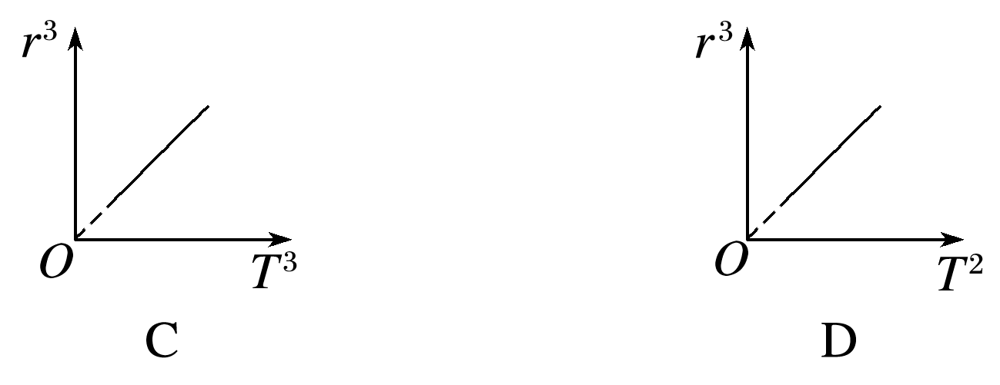 r³ r³
O T³ O T²
C D